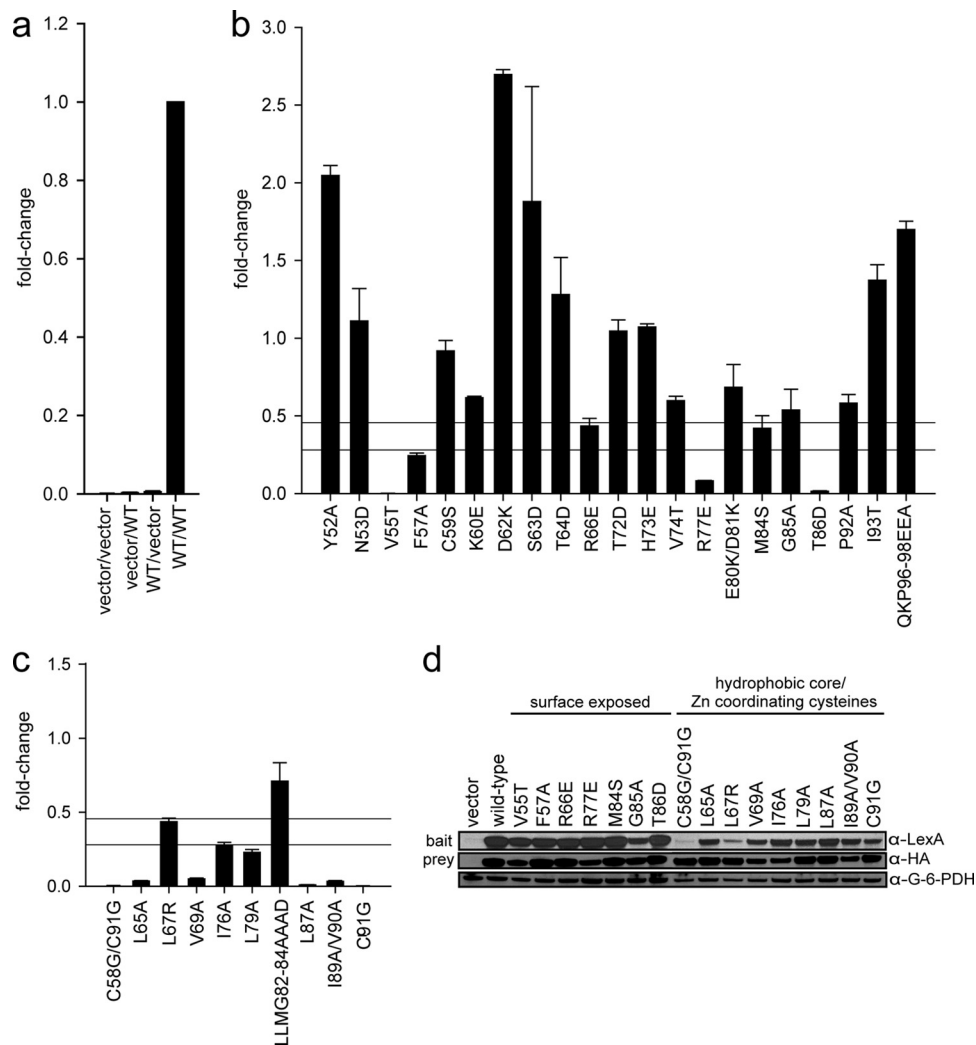 a
fold-change
1.2
1.0
0.8
0.6
0.4
0.2
0.0
vector/vector
vector/WT
WT/vector
WT/WT
b
fold-change
3.0
2.5
2.0
1.5
1.0
0.5
0.0
Y52A
N53D
V55T
F57A
C59S
K60E
D62K
S63D
T64D
R66E
T72D
H73E
V74T
R77E
E80K/D81K
M84S
G85A
T86D
P92A
I93T
QKP96-98EEA
c
fold-change
1.5
1.0
0.5
0.0
C58G/C91G
L65A
L67R
V69A
I76A
L79A
LLMG82-84AAAD
L87A
I89A/V90A
C91G
d
surface exposed
hydrophobic core/
Zn coordinating cysteines
vector
wild-type
V55T
F57A
R66E
R77E
M84S
G85A
T86D
C58G/C91G
L65A
L67R
V69A
I76A
L79A
L87A
I89A/V90A
C91G
bait
α-LexA
prey
α-HA
α-G-6-PDH